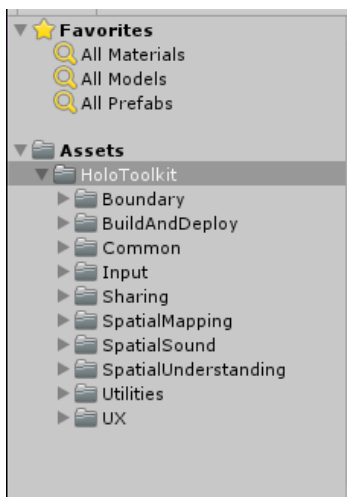 Favorites
All Materials
All Models
All Prefabs
Assets
HoloToolkit
Boundary
BuildAndDeploy
Common
Input
Sharing
SpatialMapping
SpatialSound
SpatialUnderstanding
Utilities
UX